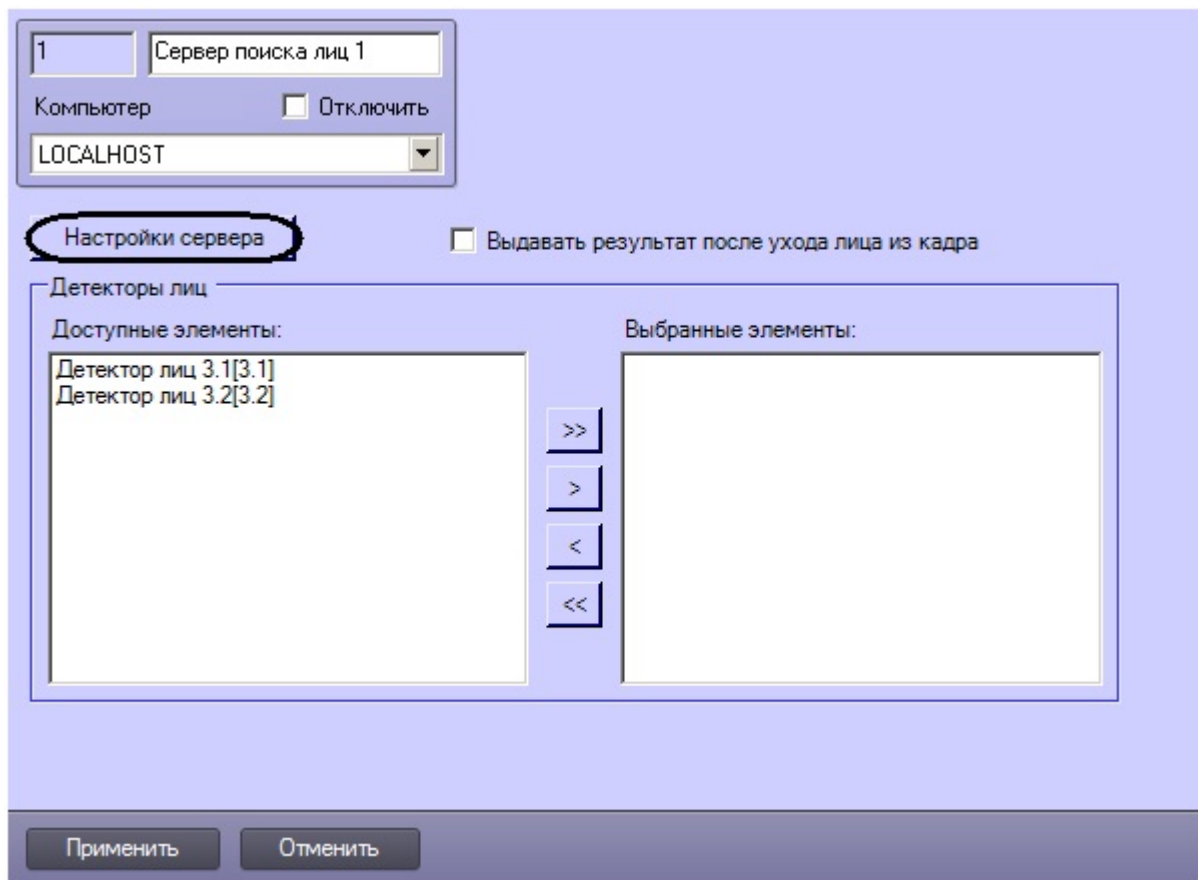 1
Сервер поиска лиц 1
Компьютер
Отключить
LOCALHOST
Настройки сервера
Выдавать результат после ухода лица из кадра
Детекторы лиц
Доступные элементы:
Выбранные элементы:
Детектор лиц 3.1[3.1]
Детектор лиц 3.2[3.2]
>>
>
<
<<
Применить
Отменить